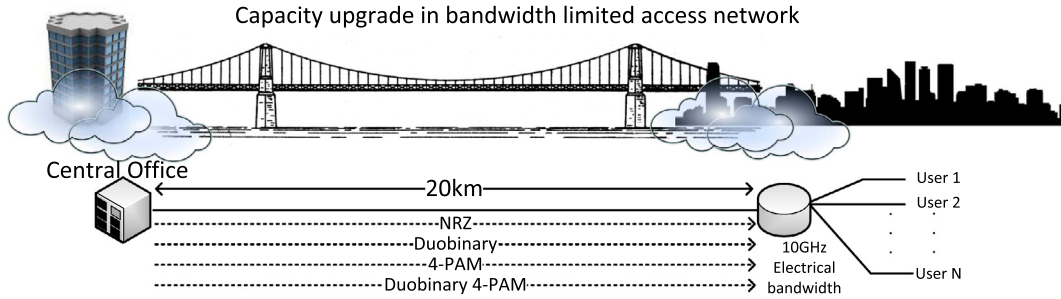 Capacity upgrade in bandwidth limited access network
Central Office
20km
NRZ
Duobinary
4-PAM
Duobinary 4-PAM
10GHz
Electrical
bandwidth
User 1
User 2
User N